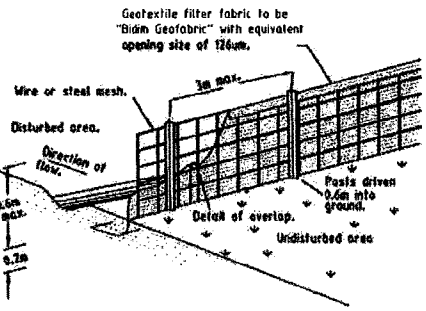 Geotextile filter fabric to be
"Bidim Geofabric" with equivalent
opening size of 126um.
3m max.
Wire or steel mesh.
Disturbed area.
Direction of
flow.
max.
0.2m
Detail of overlap.
Posts driven
0.6m into
ground.
Undisturbed area